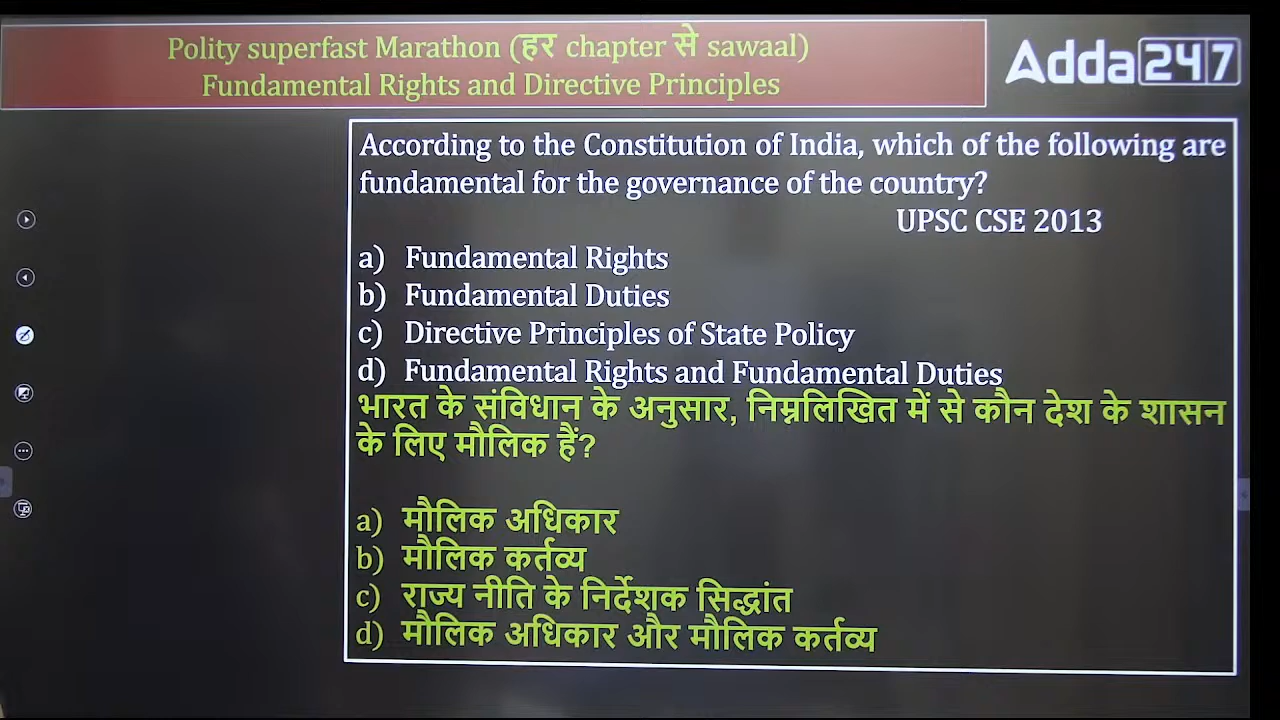 Polity superfast Marathon (हर chapter से sawaal)
Fundamental Rights and Directive Principles
Adda247
According to the Constitution of India, which of the following are
fundamental for the governance of the country?
UPSC CSE 2013
a) Fundamental Rights
b) Fundamental Duties
c) Directive Principles of State Policy
d) Fundamental Rights and Fundamental Duties
भारत के संविधान के अनुसार, निम्नलिखित में से कौन देश के शासन
के लिए मौलिक हैं?
a) मौलिक अधिकार
b) मौलिक कर्तव्य
c) राज्य नीति के निर्देशक सिद्धांत
d) मौलिक अधिकार और मौलिक कर्तव्य